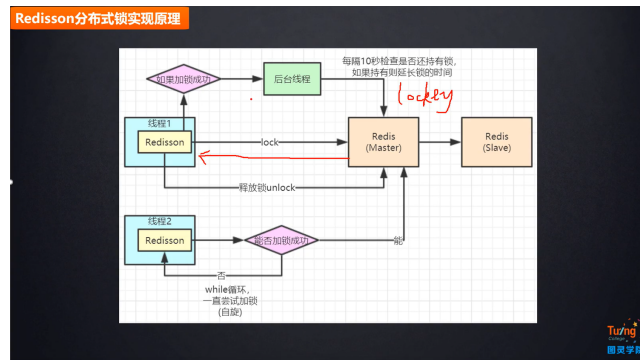 Redisson分布式锁实现原理
每隔10秒检查是否还持有锁，
如果持有则延长锁的时间
如果加锁成功
后台线程
lockey
线程1
Redisson
lock
Redis
(Master)
Redis
(Slave)
释放锁unlock
线程2
Redisson
能否加锁成功
能
否
while循环，
一直尝试加锁
(自旋)
Tuling
College
图灵学院